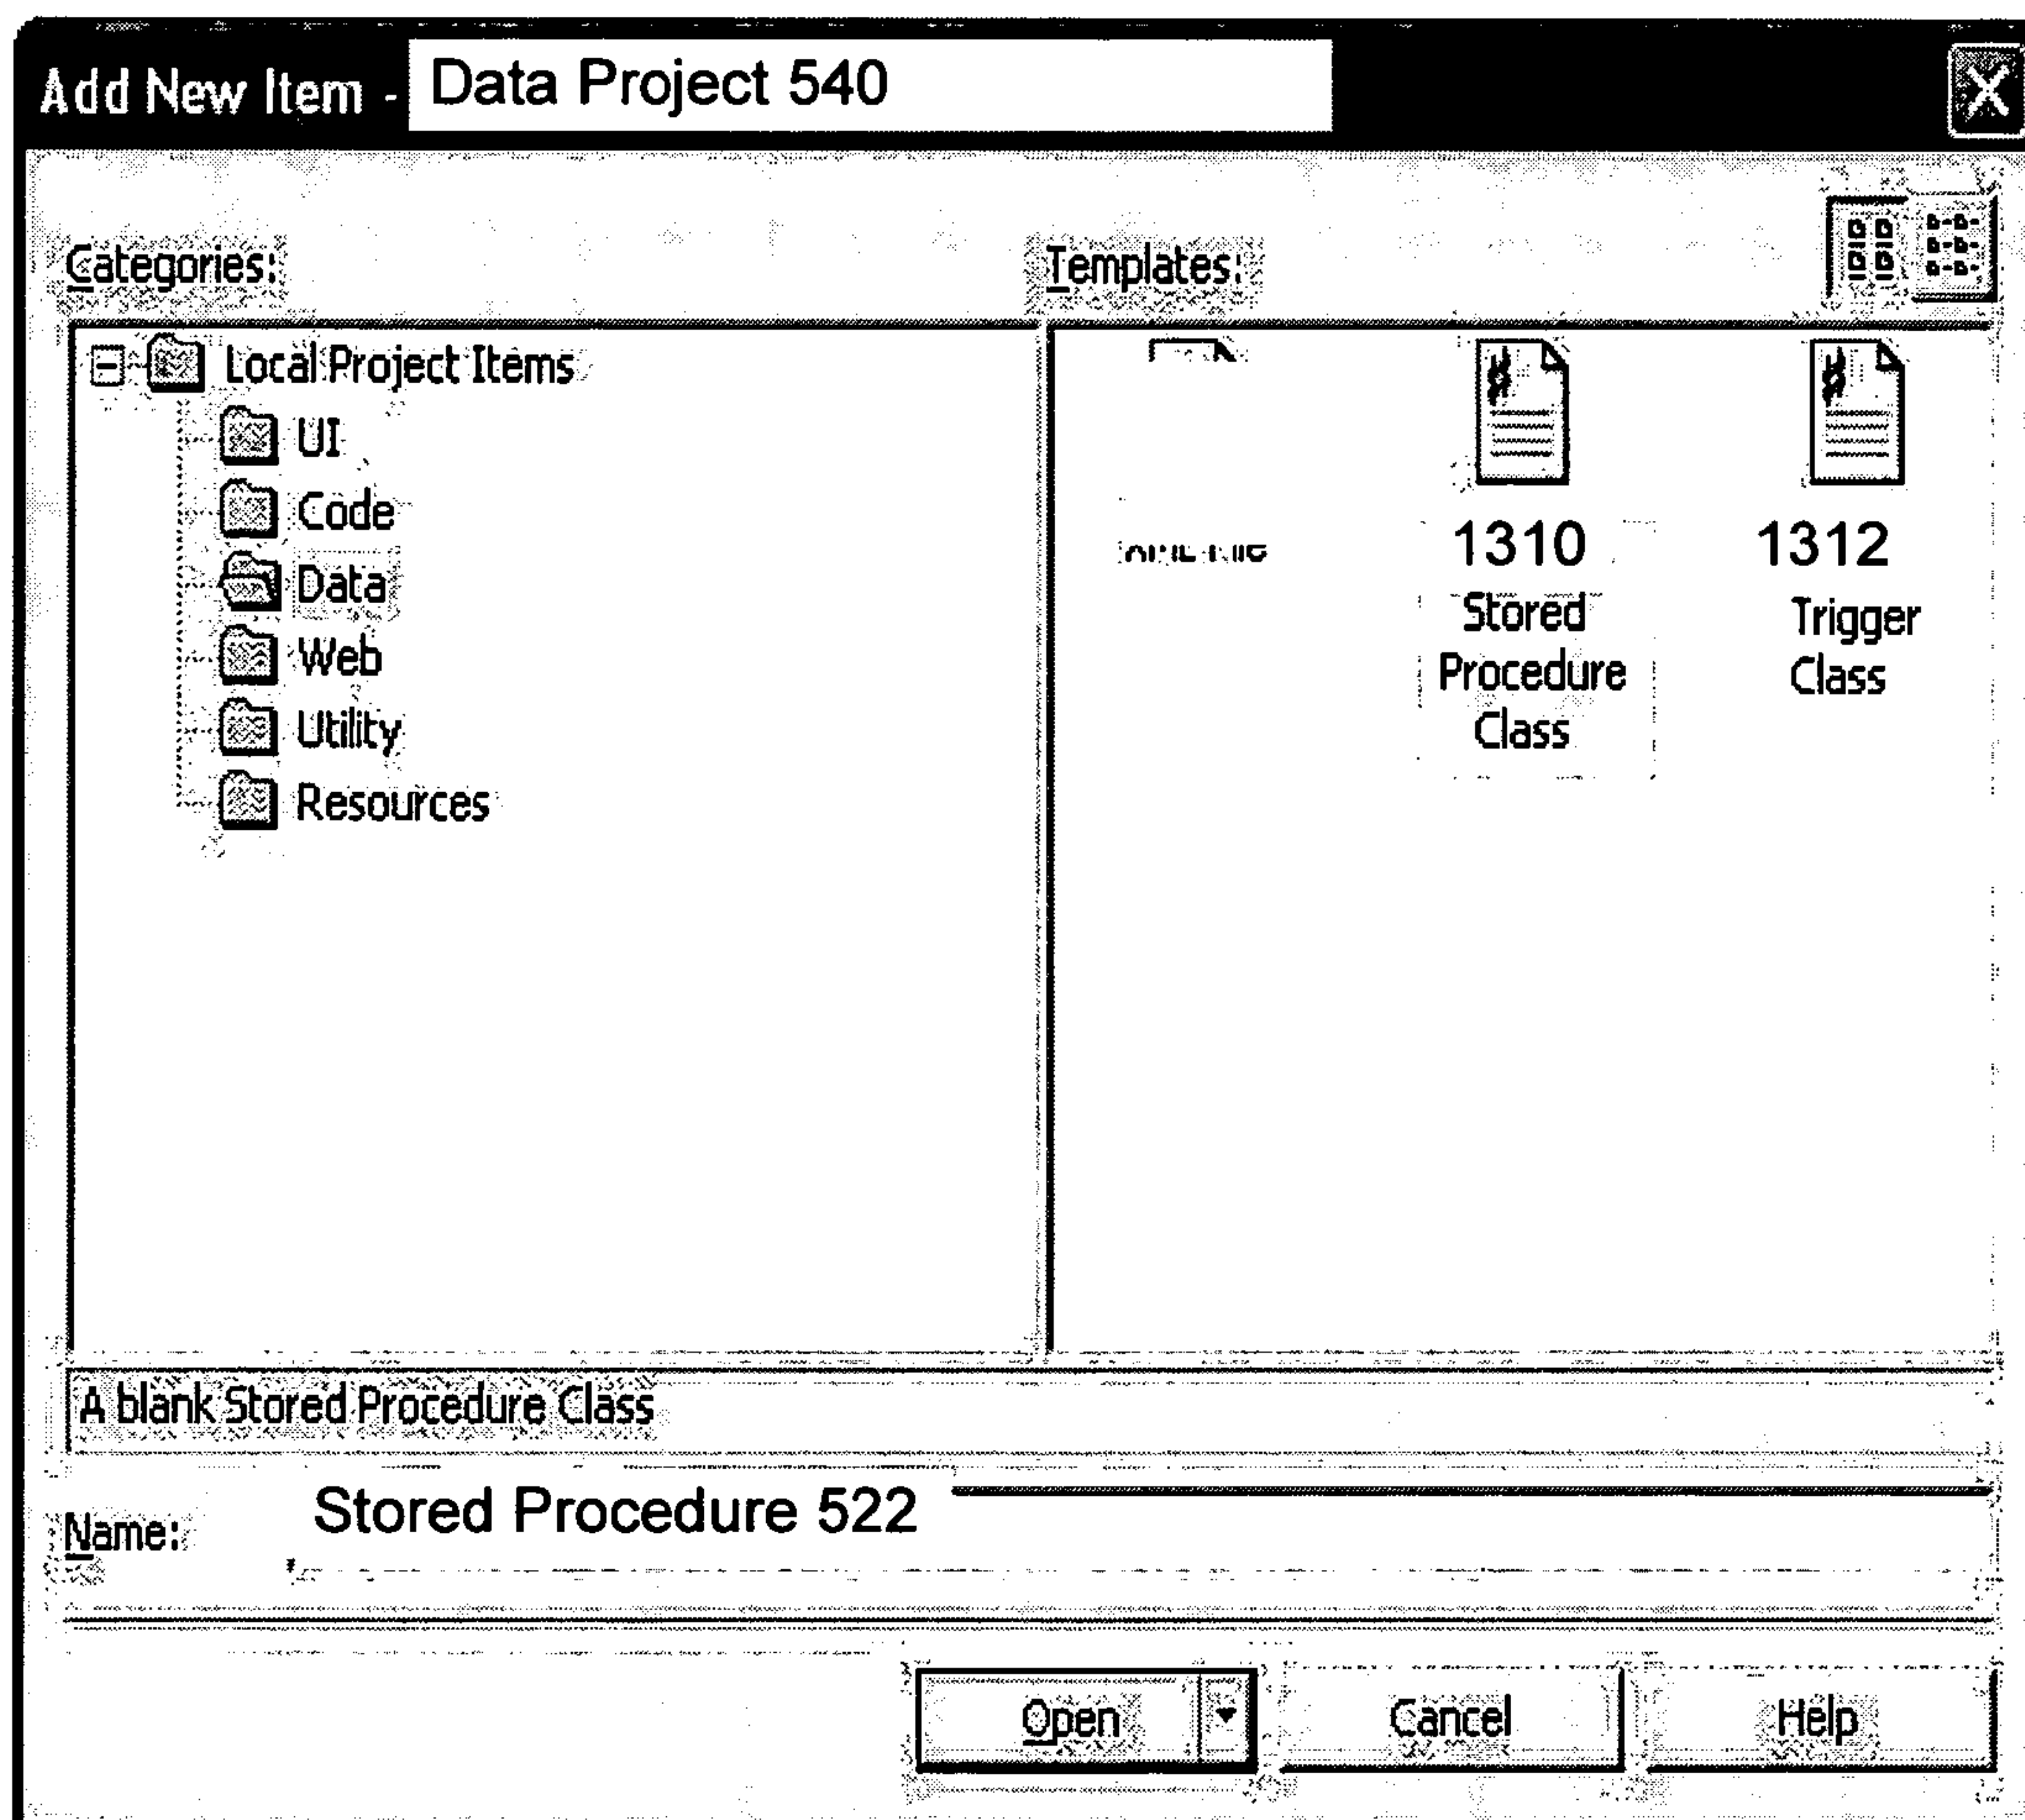 Add New Item - Data Project 540
Categories:
Templates:
Local Project Items
UI
Code
Data
Web
Utility
Resources
1310
Stored
Procedure
Class
1312
Trigger
Class
A blank Stored Procedure Class
Name: Stored Procedure 522
Open
Cancel
Help